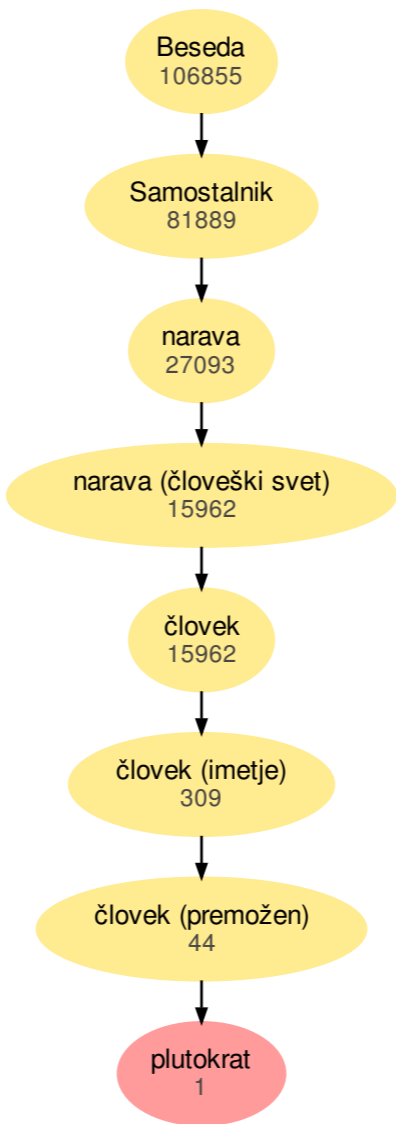 Beseda
106855
Samostalnik
81889
narava
27093
narava (človeški svet)
15962
človek
15962
človek (imetje)
309
človek (premožen)
44
plutokrat
1